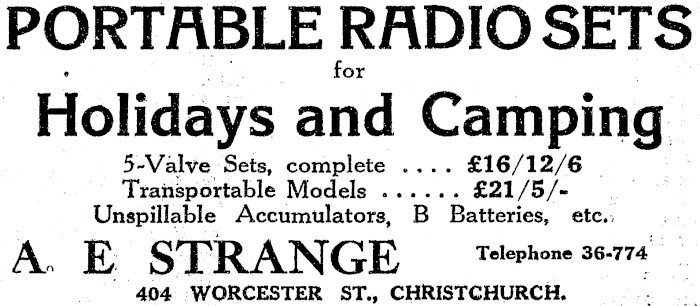 PORTABLE RADIO SETS
for
Holidays and Camping
5-Valve Sets, complete .... £16/12/6
Transportable Models ...... £21/5/-
Unspillable Accumulators, B Batteries, etc.
A. E STRANGE Telephone 36-774
404 WORCESTER ST., CHRISTCHURCH.